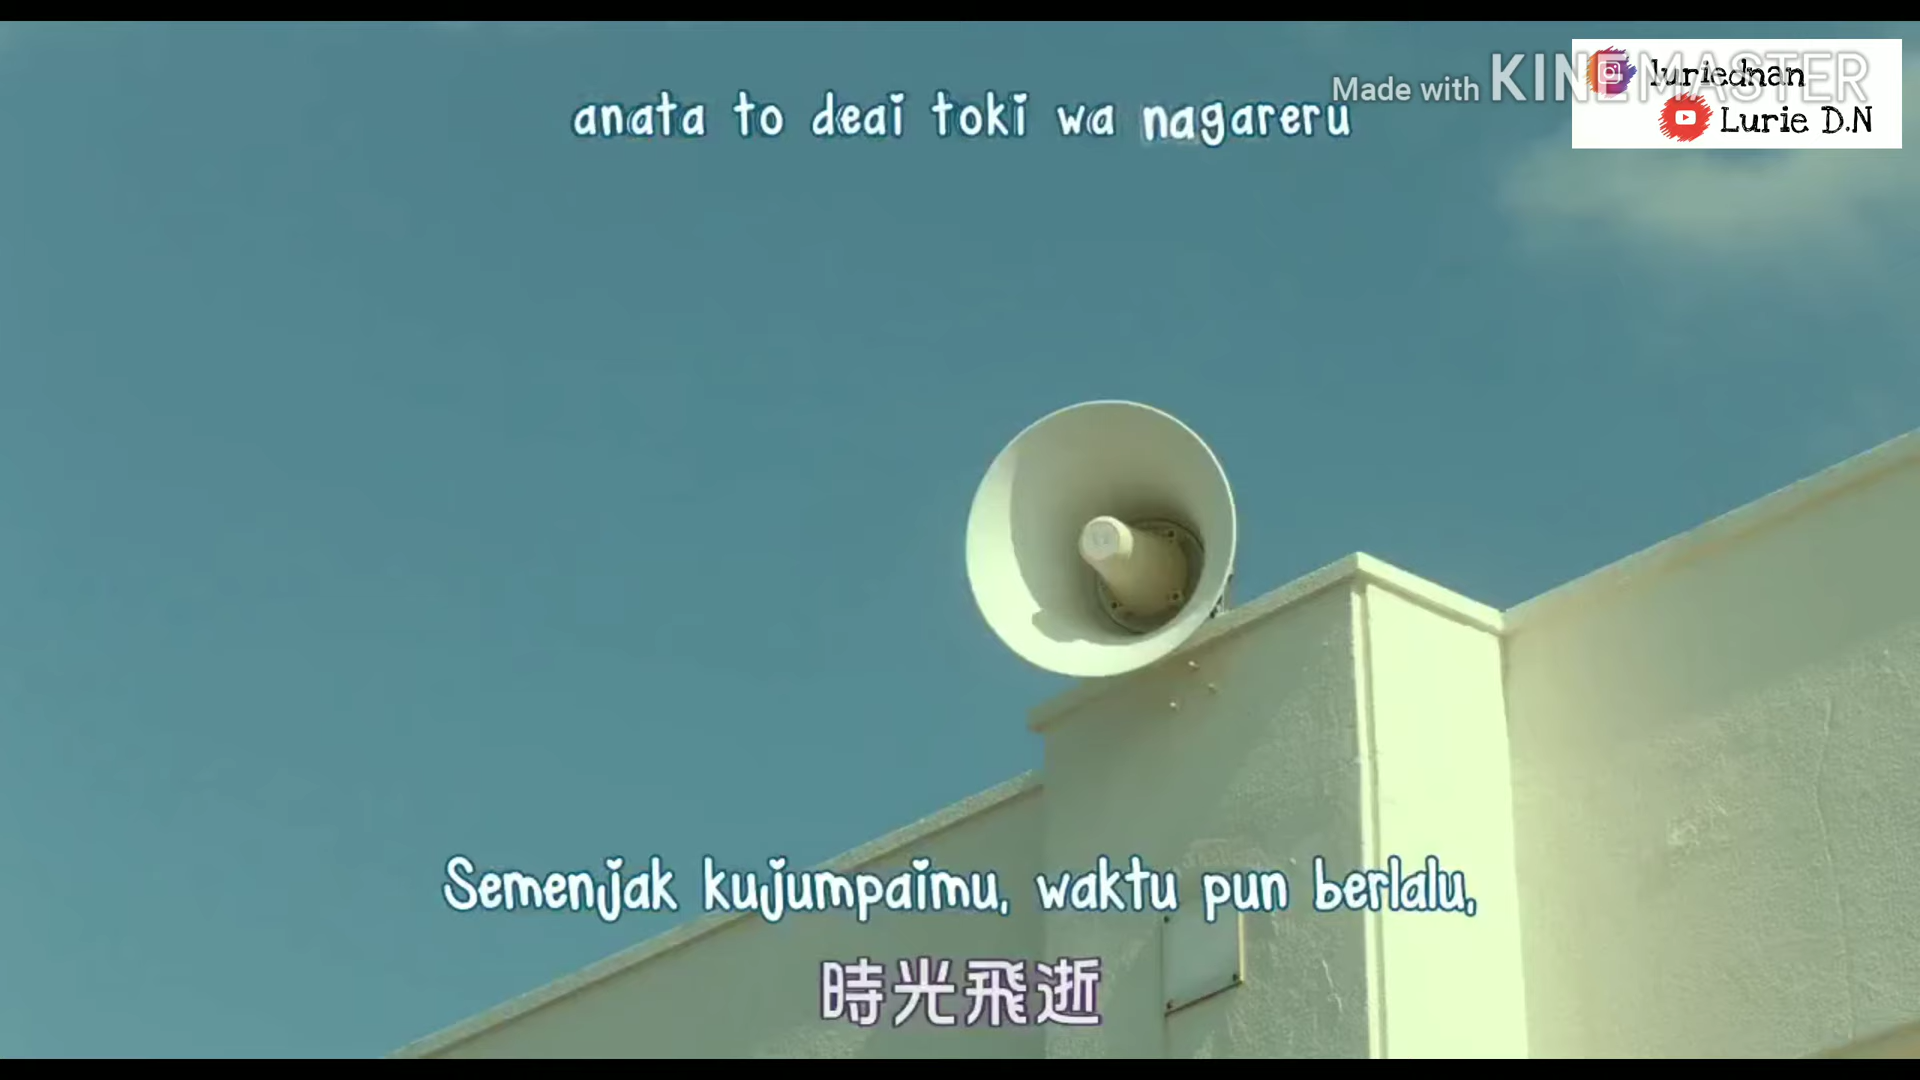 Made with KINEMASTER
luriednan
Lurie D.N
anata to deai toki wa nagareru
Semenjak kujumpaimu, waktu pun berlalu,
時光飛逝